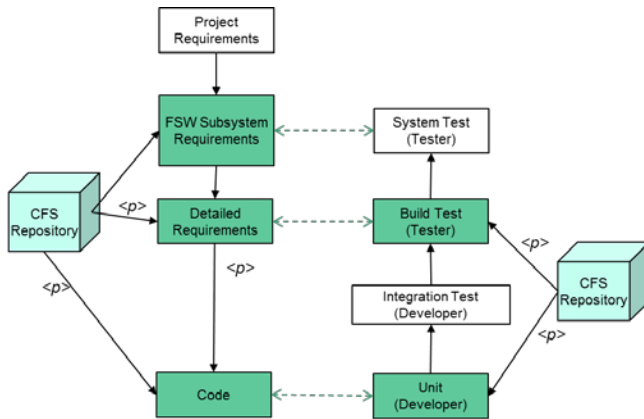 Project
Requirements
FSW Subsystem
Requirements
System Test
(Tester)
<p>
CFS
Repository
Detailed
Requirements
Build Test
(Tester)
<p>
<p>
<p>
CFS
Repository
Integration Test
(Developer)
<p>
Code
Unit
(Developer)